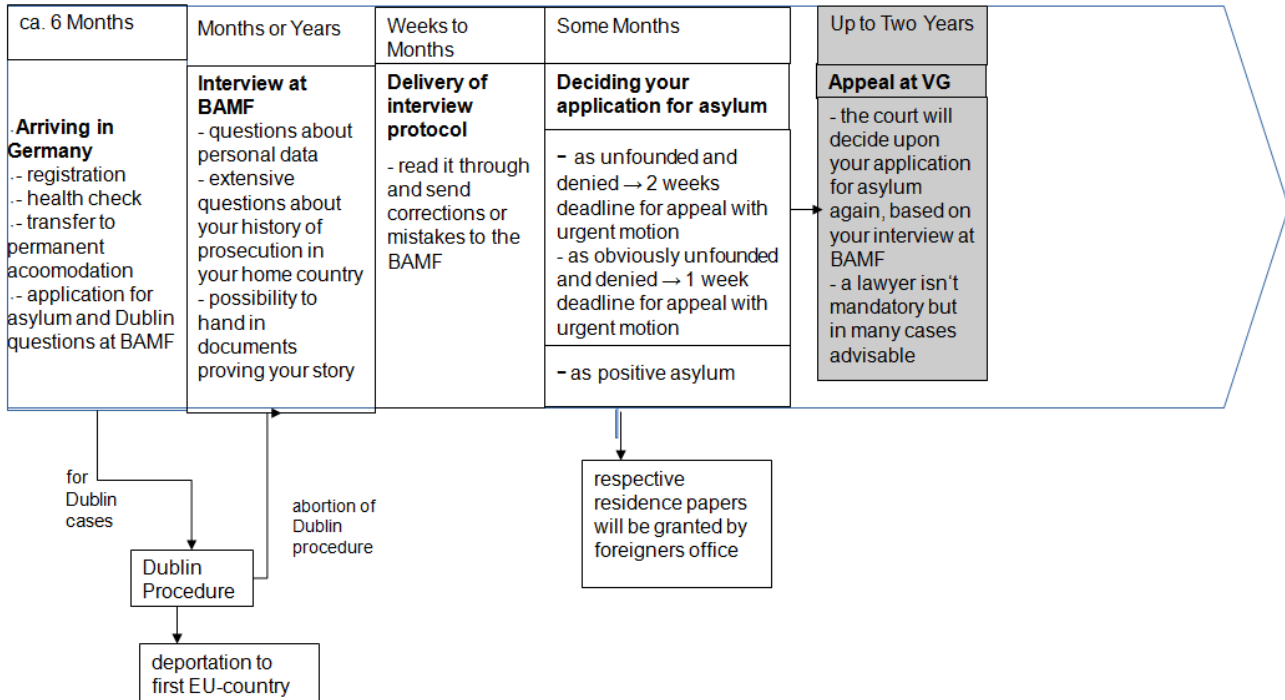 ca. 6 Months
Months or Years
Weeks to
Months
Some Months
Up to Two Years
Arriving in
Germany
- registration
- health check
- transfer to
permanent
acoomodation
- application for
asylum and Dublin
questions at BAMF
Interview at
BAMF
- questions about
personal data
- extensive
questions about
your history of
prosecution in
your home country
- possibility to
hand in
documents
proving your story
Delivery of
interview
protocol
- read it through
and send
corrections or
mistakes to the
BAMF
Deciding your
application for asylum
- as unfounded and
denied → 2 weeks
deadline for appeal with
urgent motion
- as obviously unfounded
and denied → 1 week
deadline for appeal with
urgent motion
- as positive asylum
Appeal at VG
- the court will
decide upon
your application
for asylum
again, based on
your interview at
BAMF
- a lawyer isn't
mandatory but
in many cases
advisable
for
Dublin
cases
abortion of
Dublin
procedure
Dublin
Procedure
deportation to
first EU-country
respective
residence papers
will be granted by
foreigners office